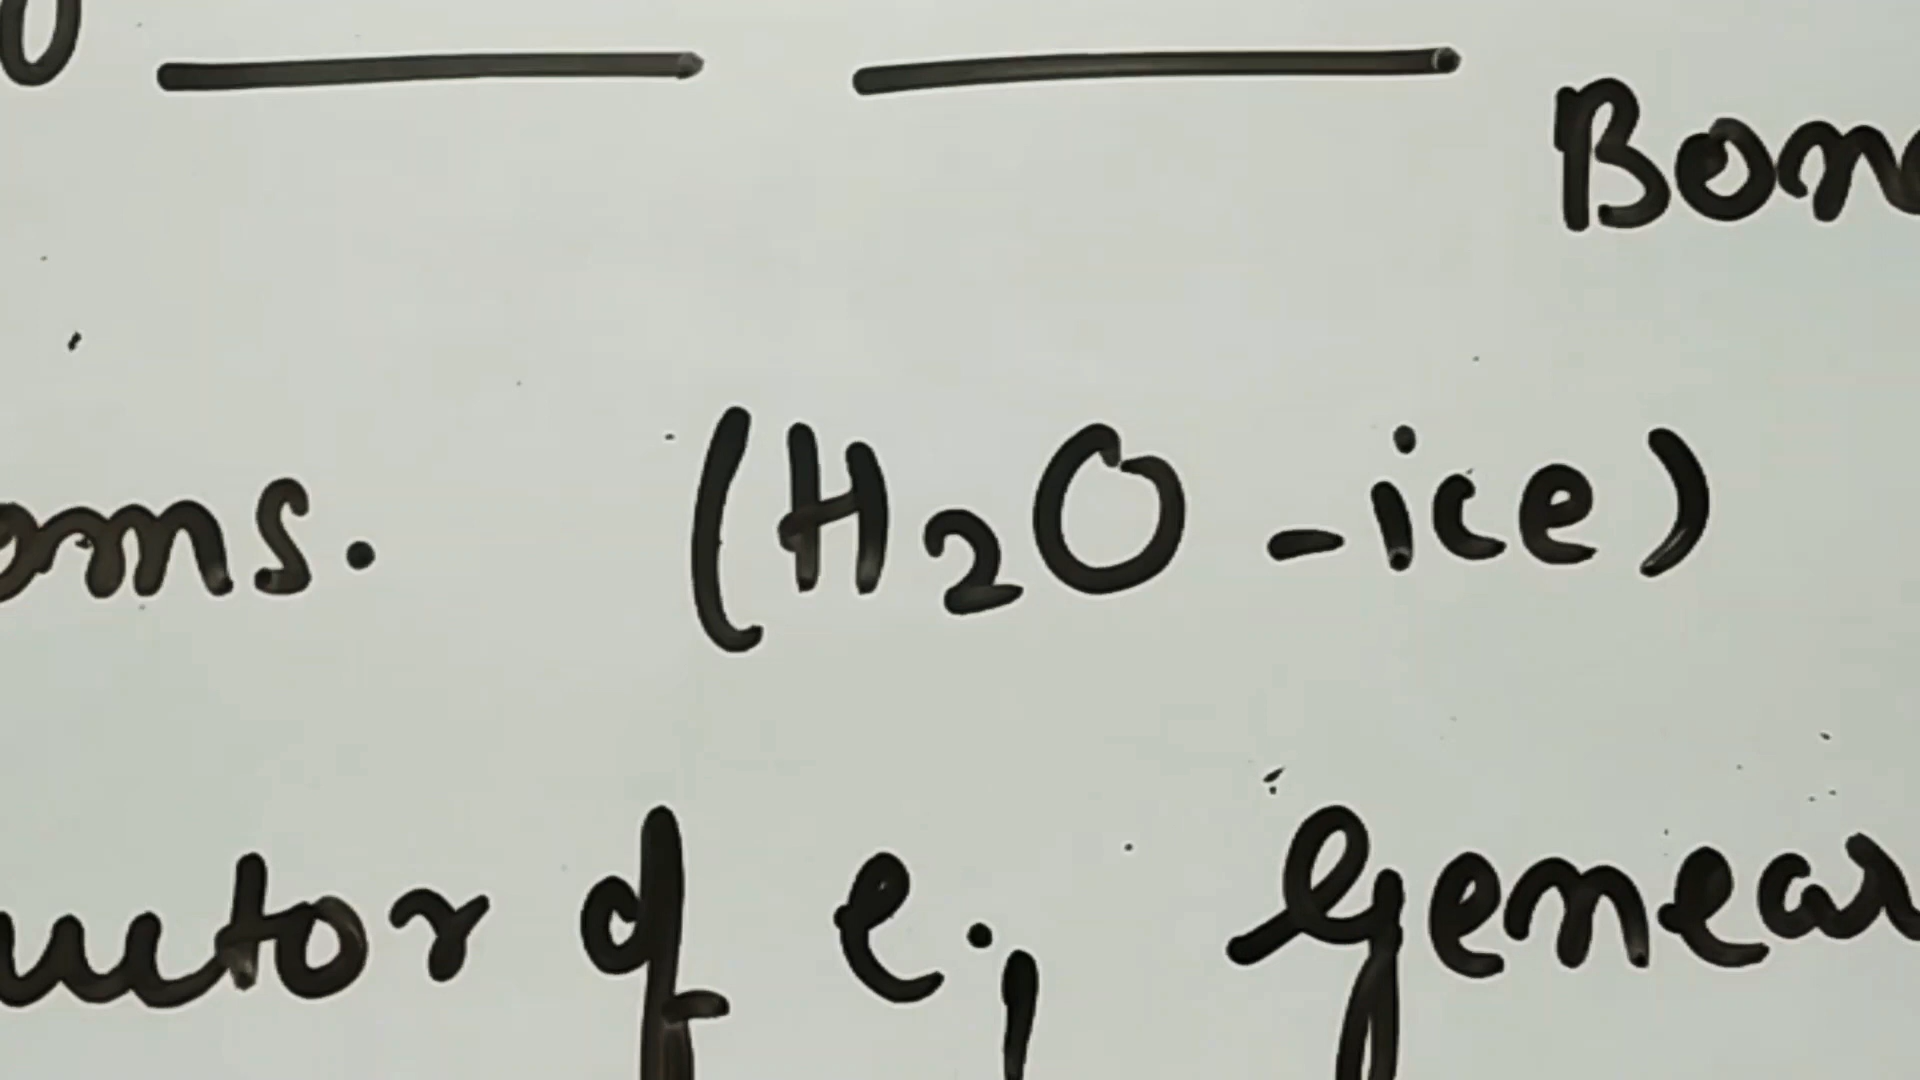 Bon
oms. (H₂O - ice)
uctor of e.; Genear